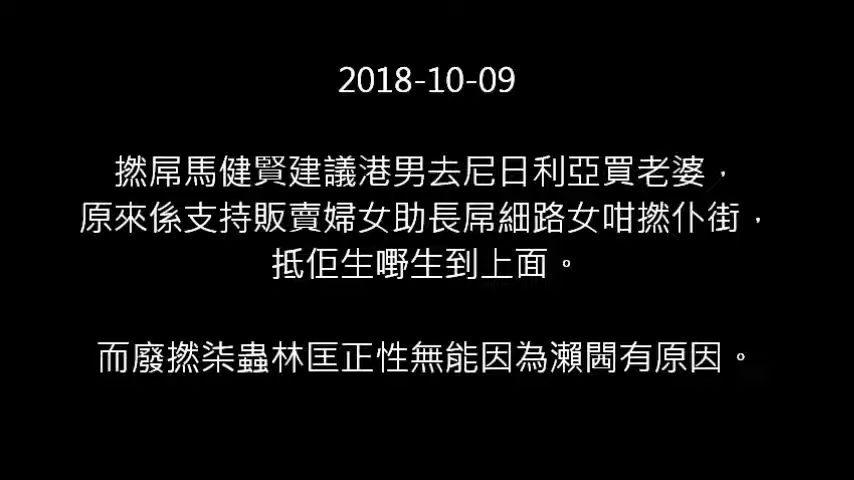 2018-10-09
撚屌馬健賢建議港男去尼日利亞買老婆，
原來係支持販賣婦女助長屌細路女咁撚仆街，
抵佢生嘢生到上面。
而廢撚柒蟲林匡正性無能因為瀨閪有原因。